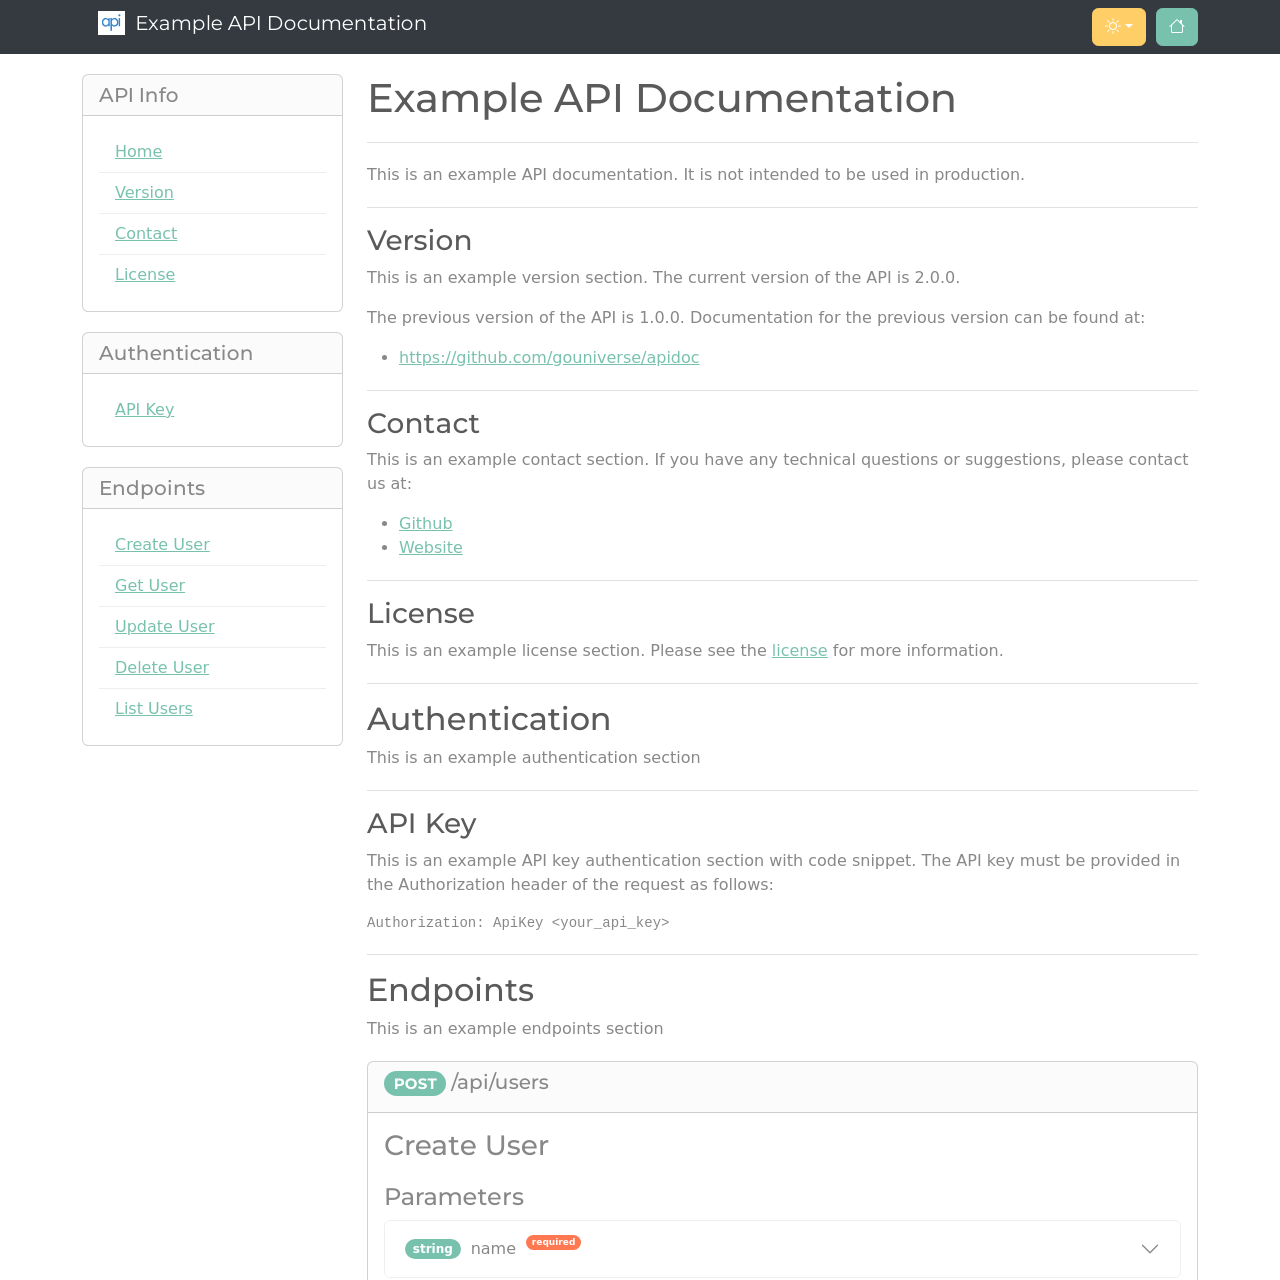 api Example API Documentation
API Info
Home
Version
Contact
License
Authentication
API Key
Endpoints
Create User
Get User
Update User
Delete User
List Users
Example API Documentation
This is an example API documentation. It is not intended to be used in production.
Version
This is an example version section. The current version of the API is 2.0.0.
The previous version of the API is 1.0.0. Documentation for the previous version can be found at:
https://github.com/gouniverse/apidoc
Contact
This is an example contact section. If you have any technical questions or suggestions, please contact
us at:
Github
Website
License
This is an example license section. Please see the license for more information.
Authentication
This is an example authentication section
API Key
This is an example API key authentication section with code snippet. The API key must be provided in
the Authorization header of the request as follows:
Authorization: ApiKey <your_api_key>
Endpoints
This is an example endpoints section
POST /api/users
Create User
Parameters
string name required